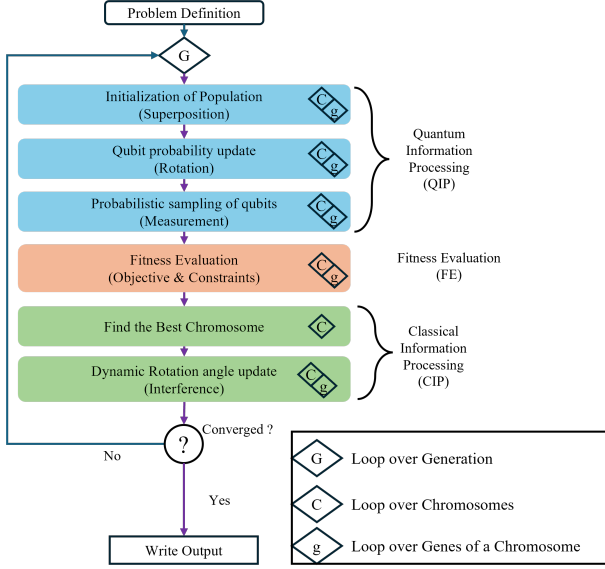 Problem Definition
G
Initialization of Population
(Superposition)
C
g
Qubit probability update
(Rotation)
C
g
Probabilistic sampling of qubits
(Measurement)
C
g
Quantum
Information
Processing
(QIP)
Fitness Evaluation
(Objective & Constraints)
C
g
Fitness Evaluation
(FE)
Find the Best Chromosome
C
Dynamic Rotation angle update
(Interference)
C
g
Classical
Information
Processing
(CIP)
?
Converged ?
No
Yes
Write Output
G Loop over Generation
C Loop over Chromosomes
g Loop over Genes of a Chromosome